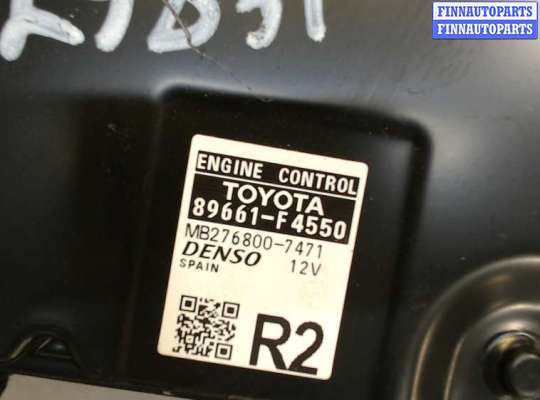 FINNAUTOPARTS
FINNAUTOPARTS
ENGINE CONTROL
TOYOTA
89661-F4550
MB276800-7471
DENSO 12V
SPAIN
R2